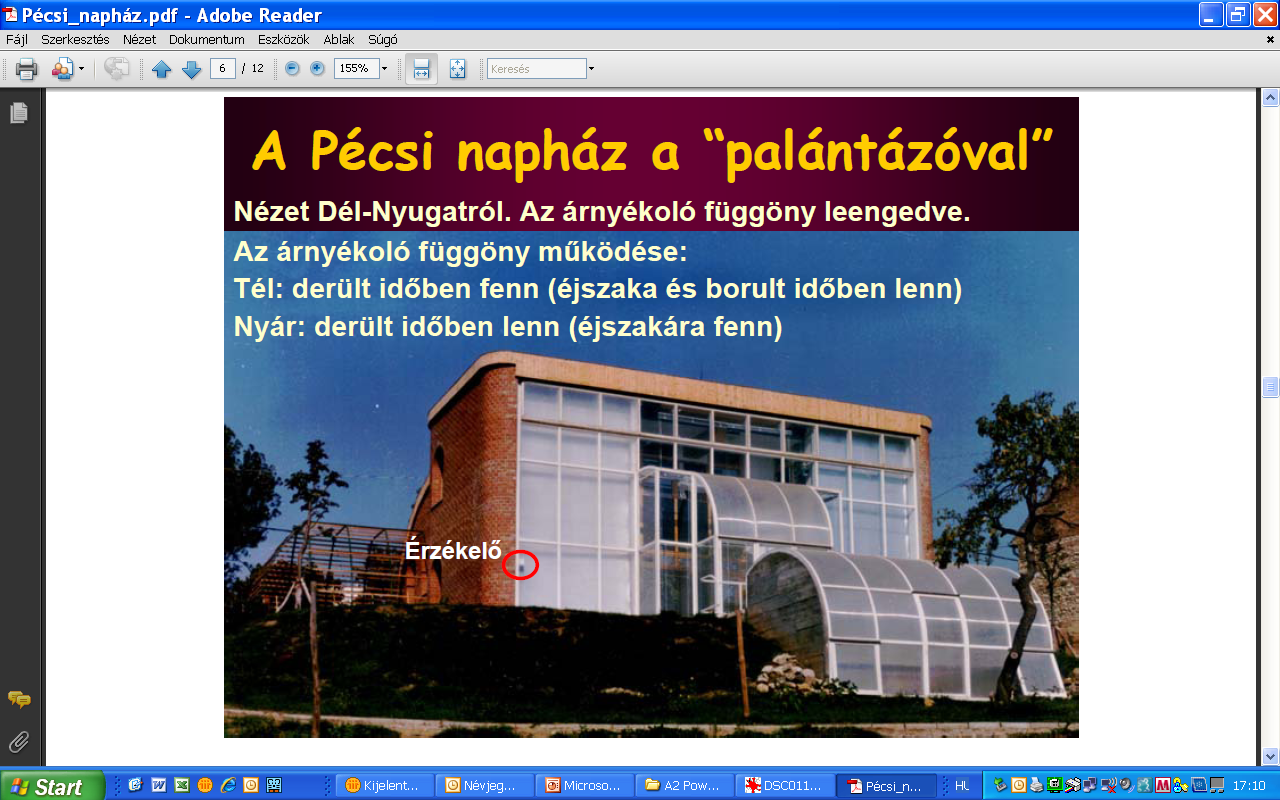 Pécsi_napház.pdf - Adobe Reader
Fájl Szerkesztés Nézet Dokumentum Eszközök Ablak Súgó
6 / 12 155% Keresés
A Pécsi napház a “palántázóval”
Nézet Dél-Nyugatról. Az árnyékoló függöny leengedve.
Az árnyékoló függöny működése:
Tél: derült időben fenn (éjszaka és borult időben lenn)
Nyár: derült időben lenn (éjszakára fenn)
Érzékelő
Start Kijelent... Névjeg... Microso... A2 Pow... DSC011... Pécsi_n... HU 17:10